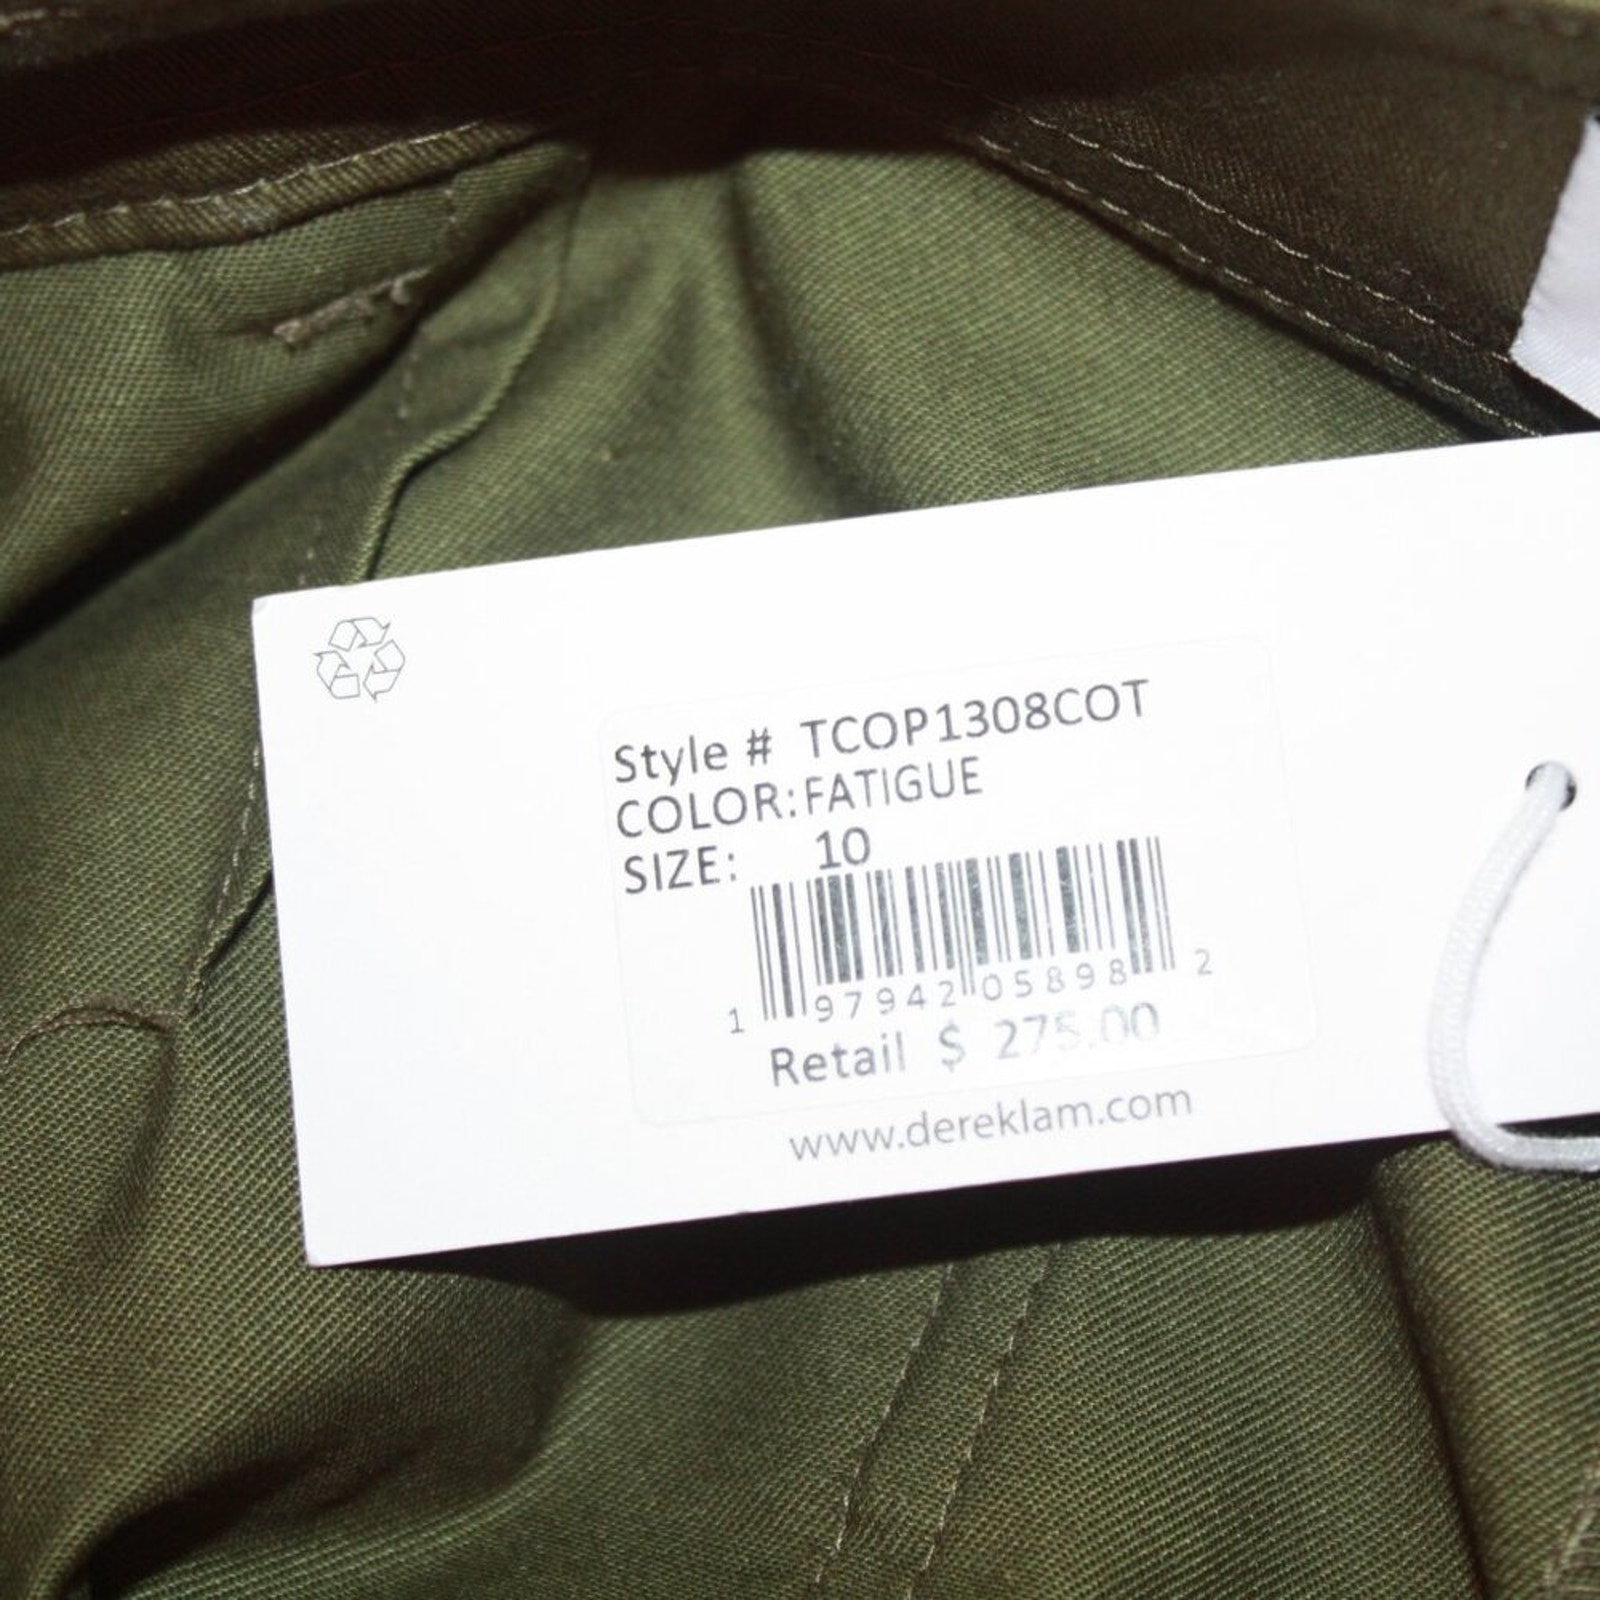 Style # TCOP1308COT
COLOR: FATIGUE
SIZE: 10
1 97942 05898 2
Retail $ 275.00
www.dereklam.com